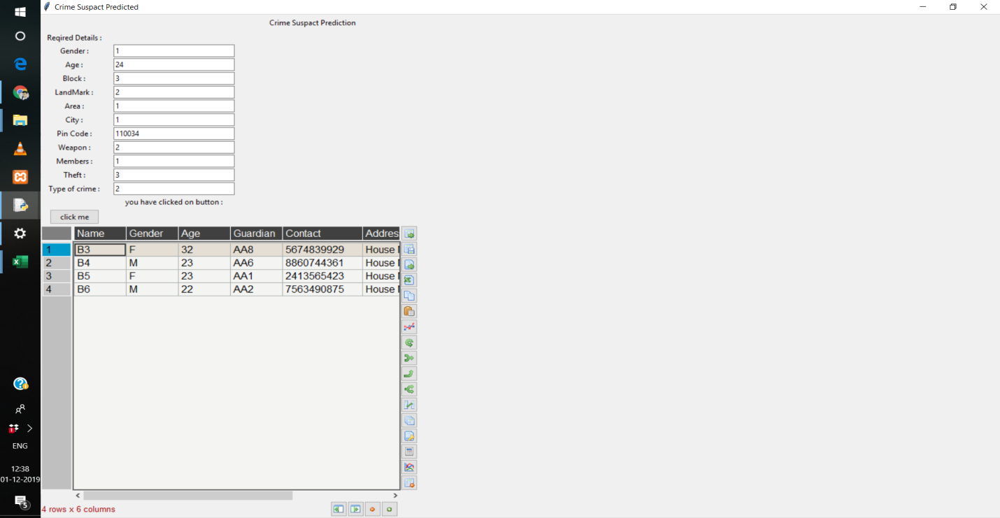 Crime Suspact Predicted
Crime Suspact Prediction
Reqired Details :
Gender : 1
Age : 24
Block : 3
LandMark : 2
Area : 1
City : 1
Pin Code : 110034
Weapon : 2
Members : 1
Theft : 3
Type of crime : 2
you have clicked on button :
click me
Name Gender Age Guardian Contact Addres
1 B3 F 32 AA8 5674839929 House
2 B4 M 23 AA6 8860744361 House
3 B5 F 23 AA1 2413565423 House
4 B6 M 22 AA2 7563490875 House
4 rows x 6 columns
1
ENG
12:38
01-12-2019
5